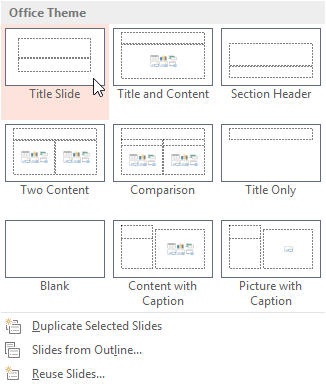 Office Theme
Title Slide
Title and Content
Section Header
Two Content
Comparison
Title Only
Blank
Content with
Caption
Picture with
Caption
Duplicate Selected Slides
Slides from Outline...
Reuse Slides...